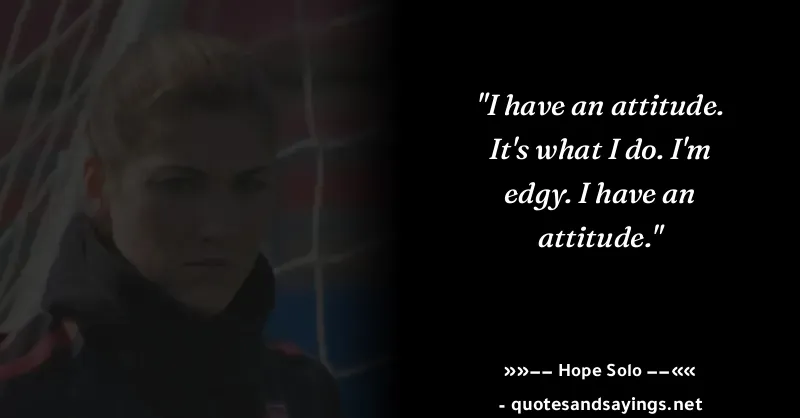 "I have an attitude.
It's what I do. I'm
edgy. I have an
attitude."
»»–– Hope Solo ––««
- quotesandsayings.net